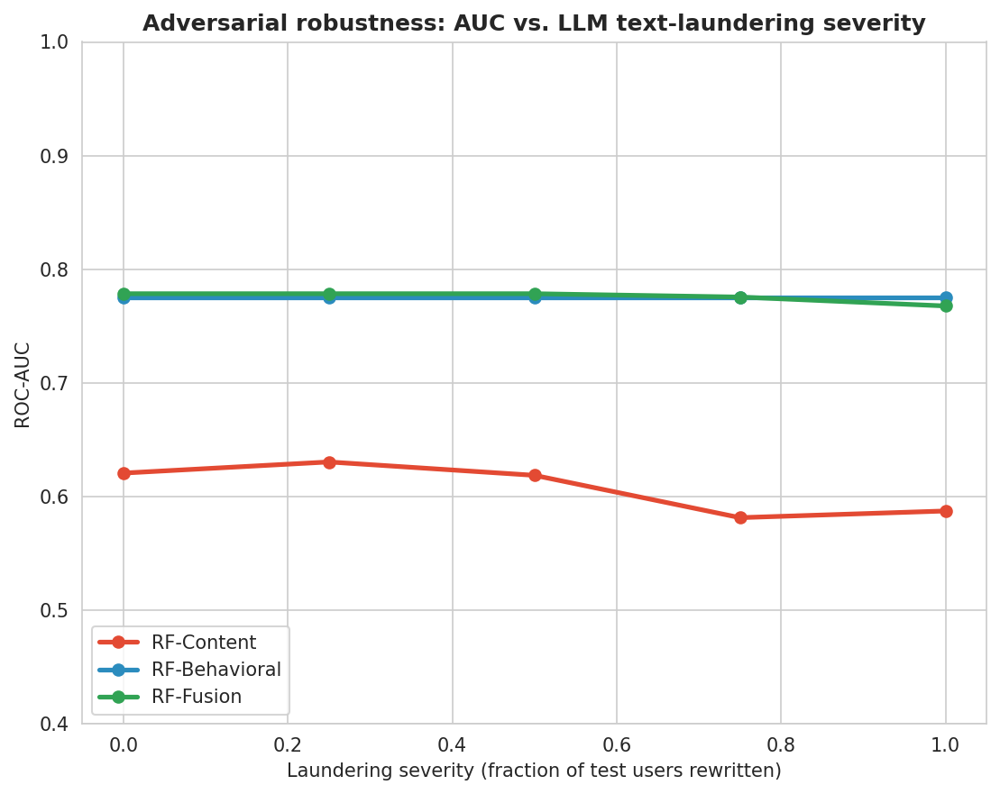 Adversarial robustness: AUC vs. LLM text-laundering severity
1.0
0.9
0.8
0.7
0.6
0.5
0.4
ROC-AUC
RF-Content
RF-Behavioral
RF-Fusion
0.0 0.2 0.4 0.6 0.8 1.0
Laundering severity (fraction of test users rewritten)